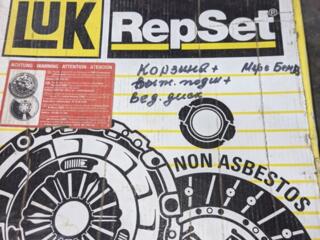 LUK RepSet®
ACHTUNG WARNING ATTENTION ATENCION
Корзина + Мерс Бенц
Выж. подш +
Вед. диск
NON ASBESTOS